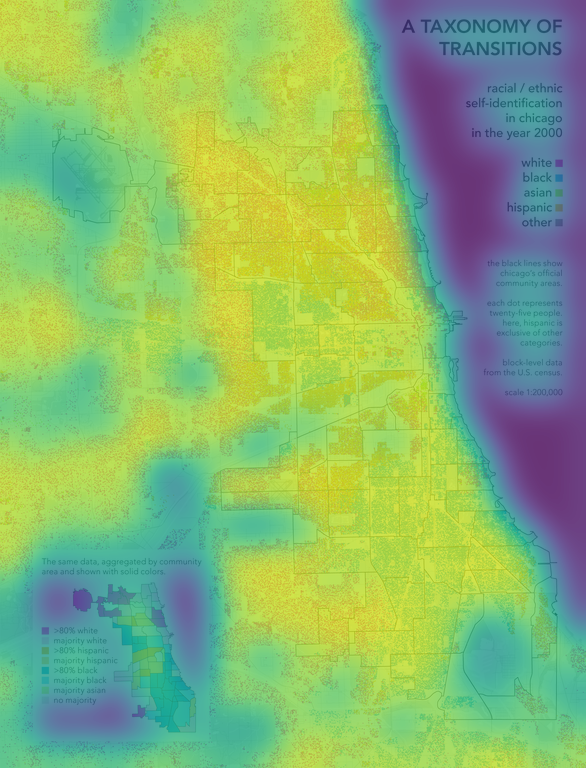 A TAXONOMY OF
TRANSITIONS
racial / ethnic
self-identification
in chicago
in the year 2000
white
black
asian
hispanic
other
the black lines show
chicago's official
community areas.
each dot represents
twenty-five people.
here, hispanic is
exclusive of other
categories.
block-level data
from the U.S. census.
scale 1:200,000
The same data, aggregated by community
area and shown with solid colors.
>80% white
majority white
>80% hispanic
majority hispanic
>80% black
majority black
majority asian
no majority